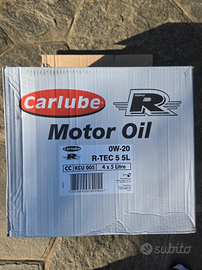 Carlube R
Motor Oil
Carlube 0W-20
R R-TEC 5 5L
CC KCU 005 4 x 5 Litre
subito